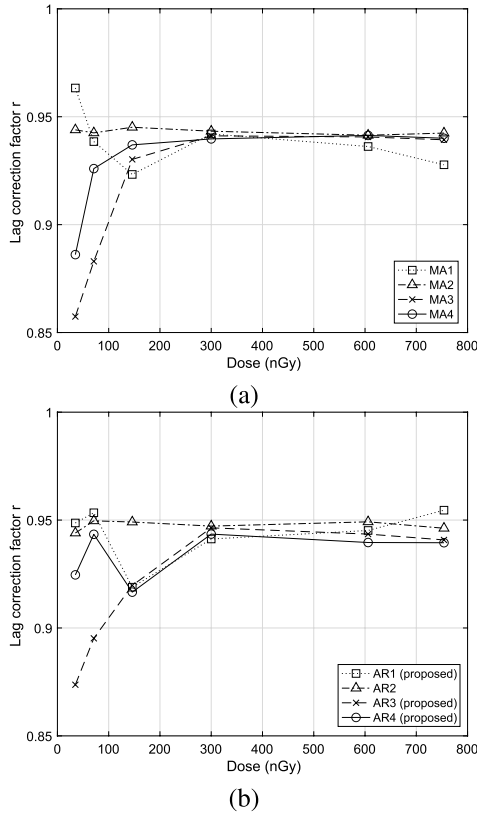 1
0.95
0.9
0.85
Lag correction factor r
MA1
MA2
MA3
MA4
0 100 200 300 400 500 600 700 800
Dose (nGy)
(a)
1
0.95
0.9
0.85
Lag correction factor r
AR1 (proposed)
AR2
AR3 (proposed)
AR4 (proposed)
0 100 200 300 400 500 600 700 800
Dose (nGy)
(b)